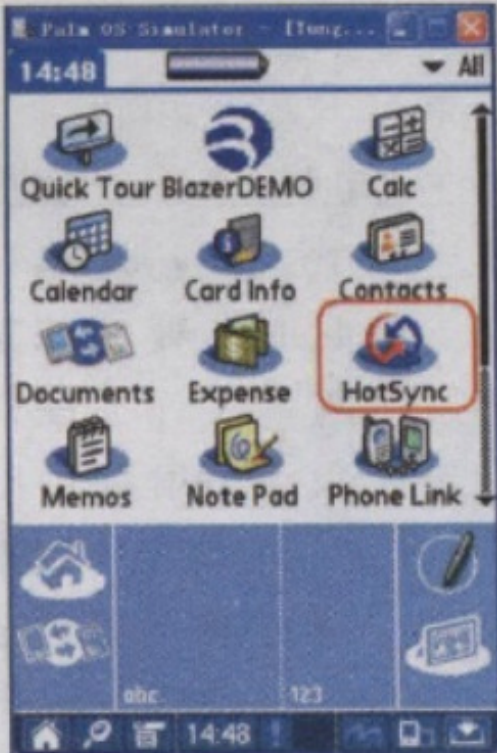 Palm OS Simulator - [Tung...
14:48 All
Quick Tour BlazerDEMO Calc
Calendar Card Info Contacts
Documents Expense HotSync
Memos Note Pad Phone Link
abc 123
14:48